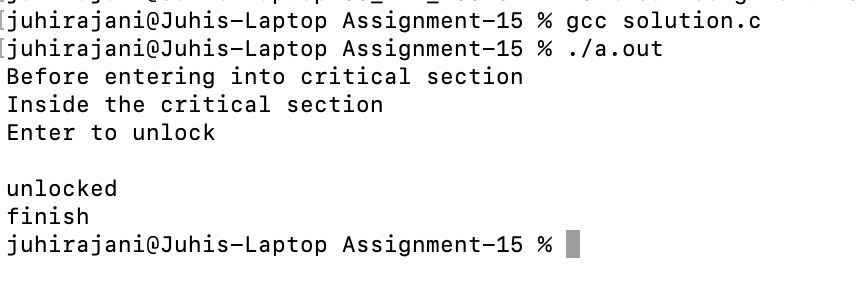 [juhirajani@Juhis-Laptop Assignment-15 % gcc solution.c
[juhirajani@Juhis-Laptop Assignment-15 % ./a.out
Before entering into critical section
Inside the critical section
Enter to unlock
unlocked
finish
juhirajani@Juhis-Laptop Assignment-15 %